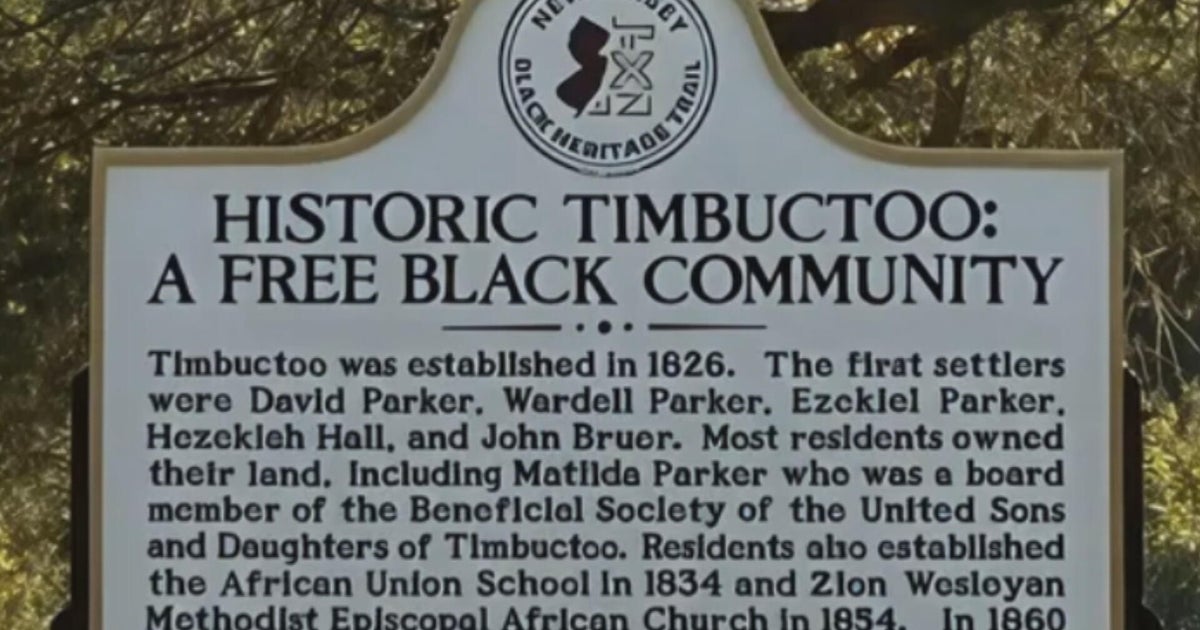 NEW JERSEY
BLACK HERITAGE TRAIL
HISTORIC TIMBUCTOO:
A FREE BLACK COMMUNITY
Timbuctoo was established in 1826. The first settlers
were David Parker, Wardell Parker, Ezekiel Parker,
Hezekieh Hall, and John Bruer. Most residents owned
their land, including Matilda Parker who was a board
member of the Beneficial Society of the United Sons
and Daughters of Timbuctoo. Residents also established
the African Union School in 1834 and Zion Wesleyan
Methodist Episcopal African Church in 1854. In 1860